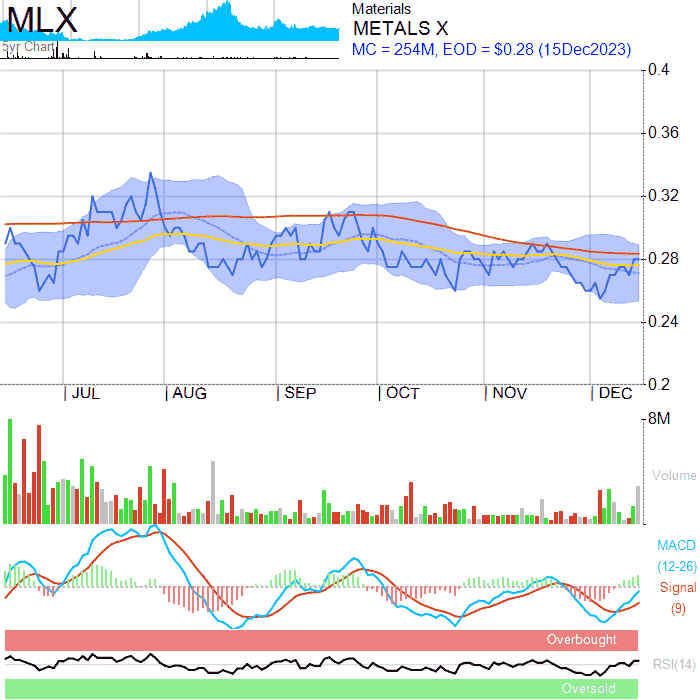 MLX
5yr Chart
Materials
METALS X
MC = 254M, EOD = $0.28 (15Dec2023)
0.4
0.36
0.32
0.28
0.24
0.2
JUL AUG SEP OCT NOV DEC
8M
Volume
MACD
(12-26)
Signal
(9)
Overbought
RSI(14)
Oversold